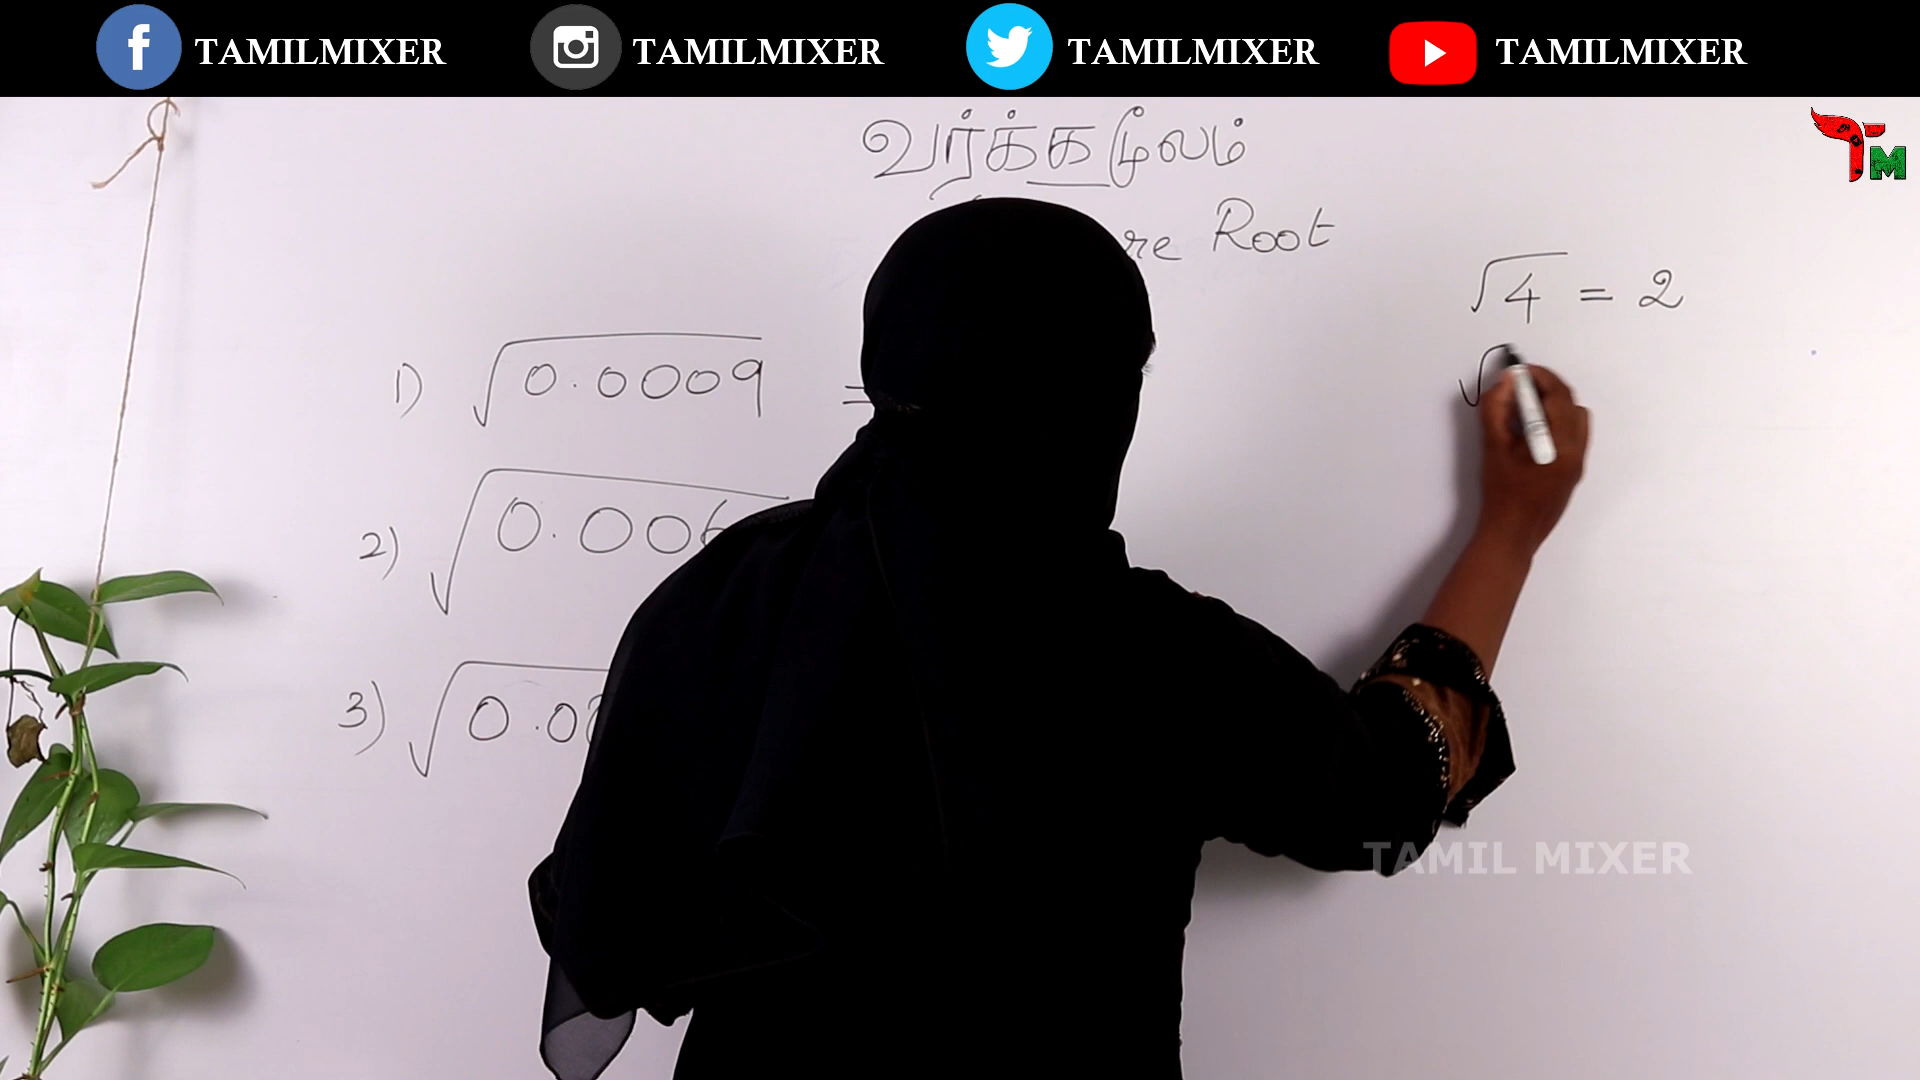 TAMILMIXER TAMILMIXER TAMILMIXER TAMILMIXER
TM
வர்க்கமூலம்
Root
√4 = 2
1) √0.0009 =
2) √0.006
3) √0.0
TAMIL MIXER